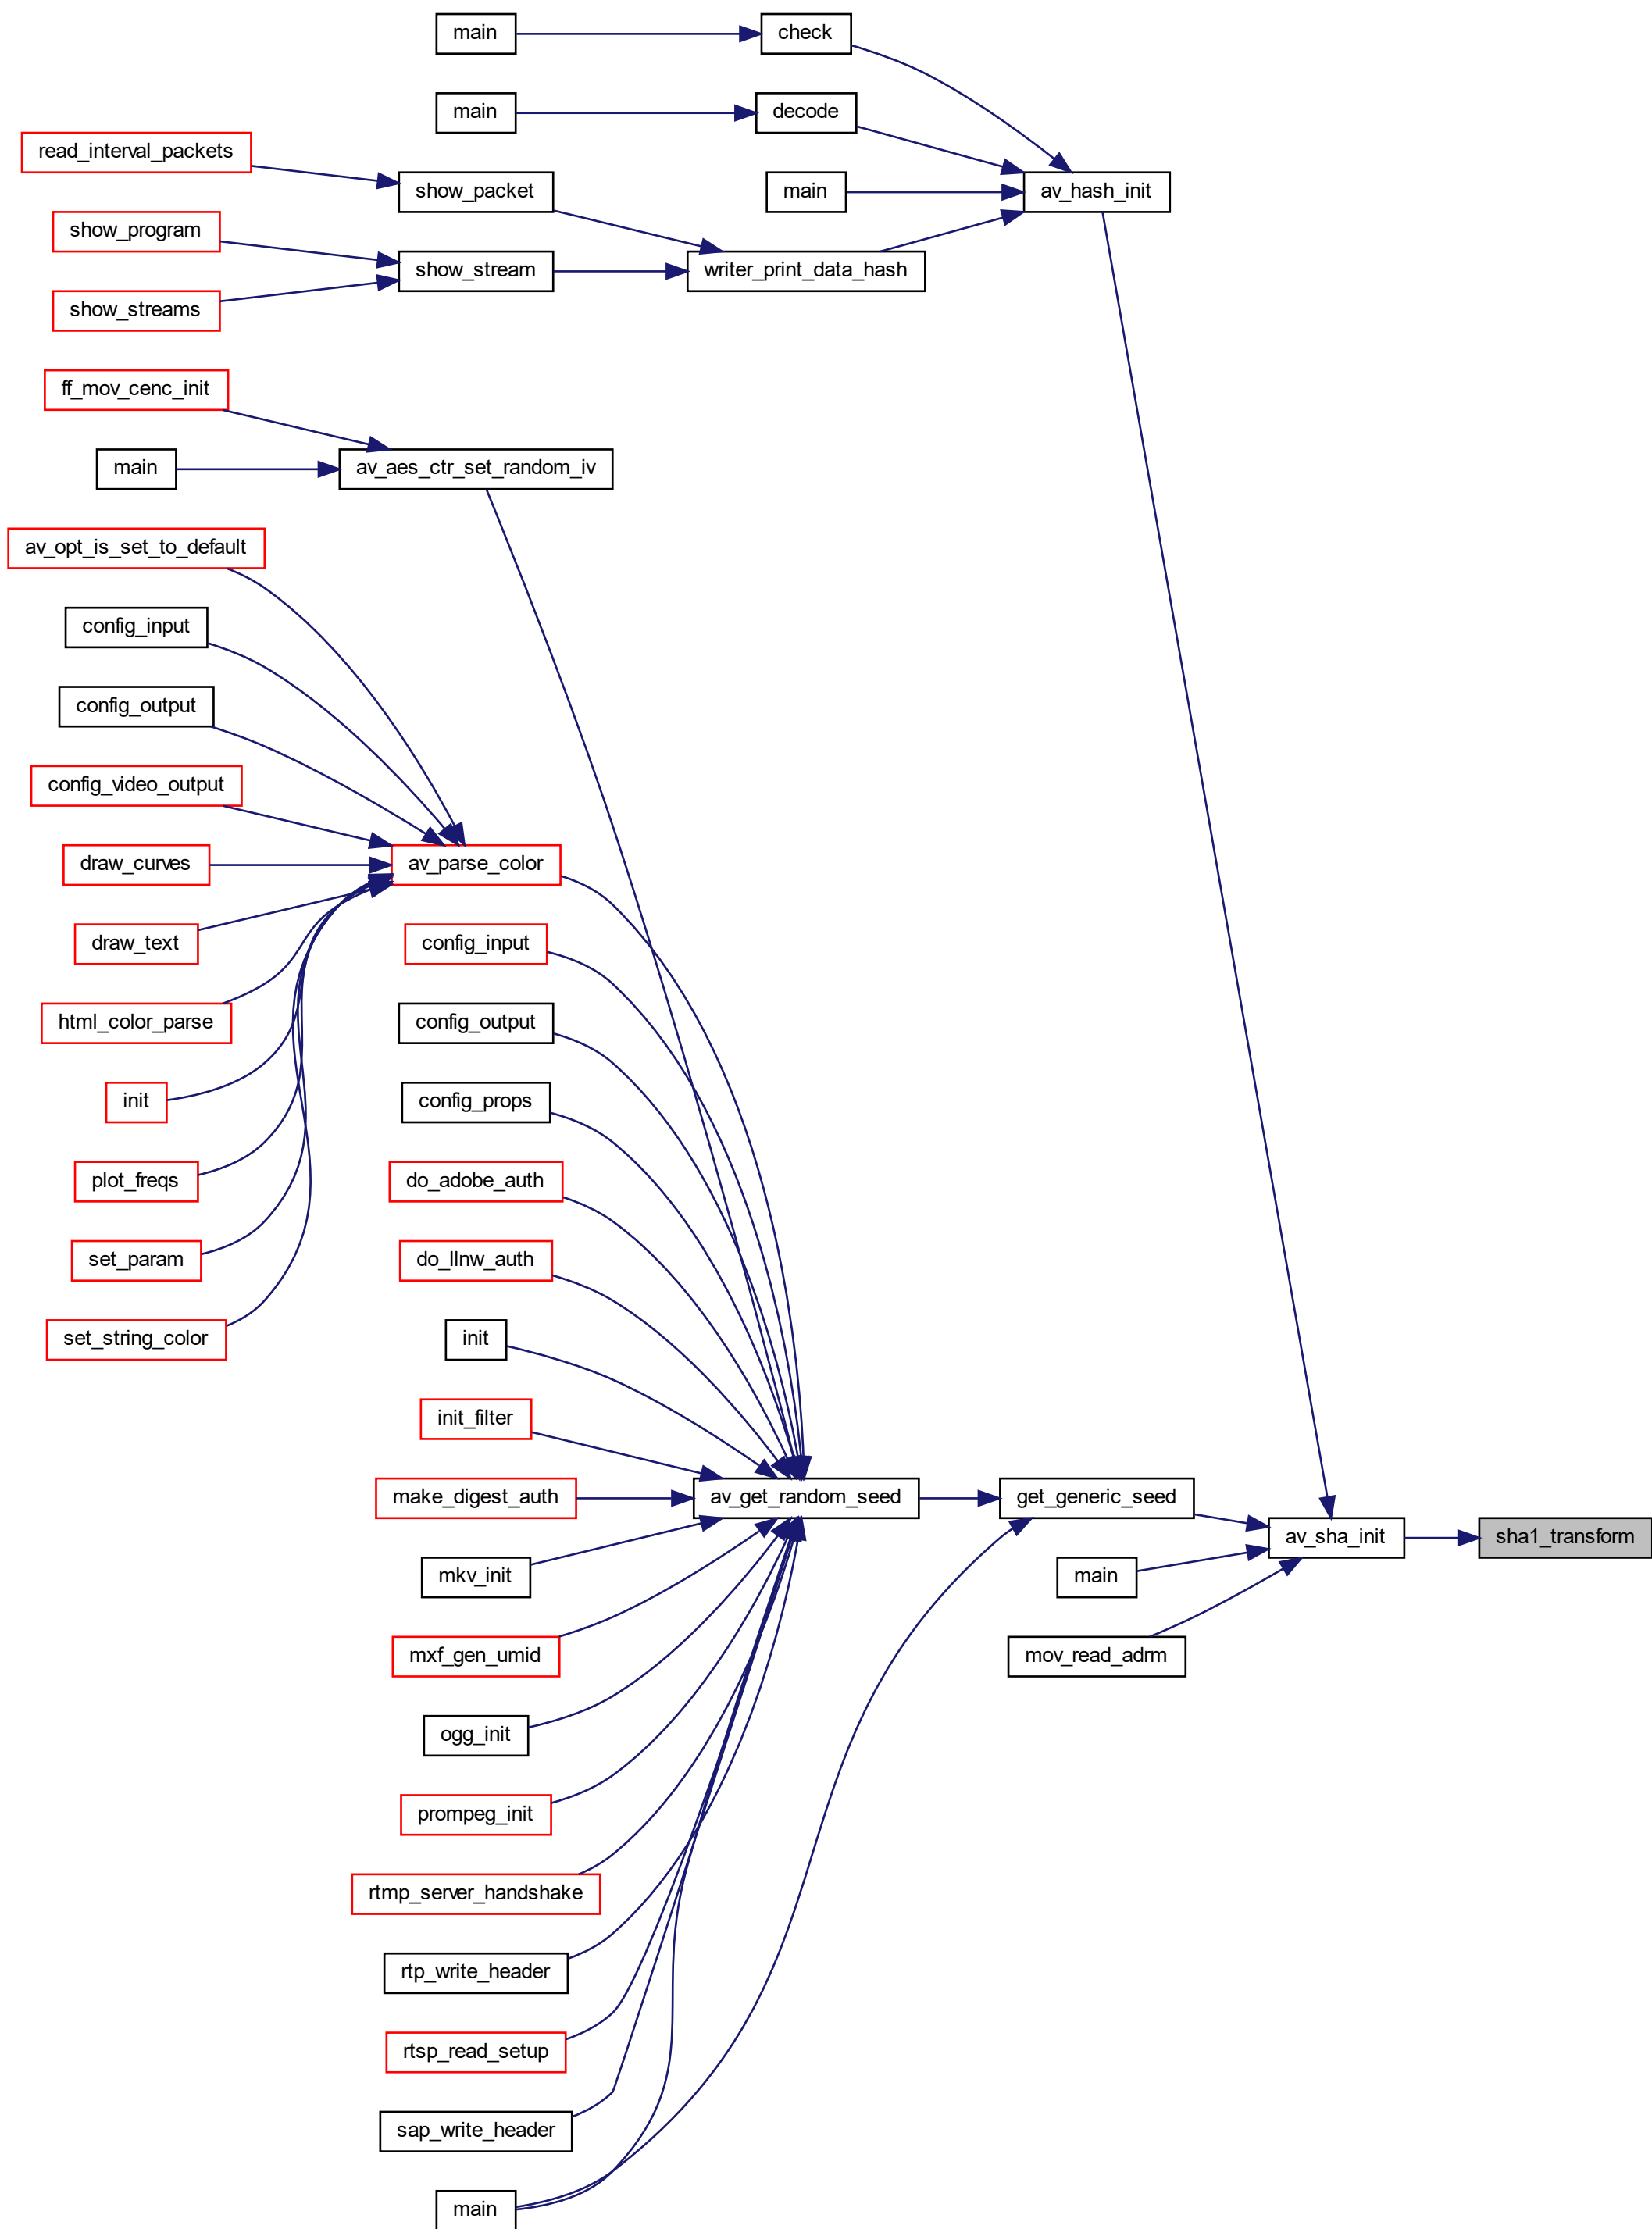 main
check
main
decode
read_interval_packets
show_packet
main
av_hash_init
show_program
show_stream
writer_print_data_hash
show_streams
ff_mov_cenc_init
main
av_aes_ctr_set_random_iv
av_opt_is_set_to_default
config_input
config_output
config_video_output
draw_curves
av_parse_color
draw_text
config_input
html_color_parse
config_output
init
config_props
plot_freqs
do_adobe_auth
set_param
do_llnw_auth
set_string_color
init
init_filter
make_digest_auth
av_get_random_seed
get_generic_seed
av_sha_init
sha1_transform
mkv_init
main
mxf_gen_umid
mov_read_adrm
ogg_init
prompeg_init
rtmp_server_handshake
rtp_write_header
rtsp_read_setup
sap_write_header
main